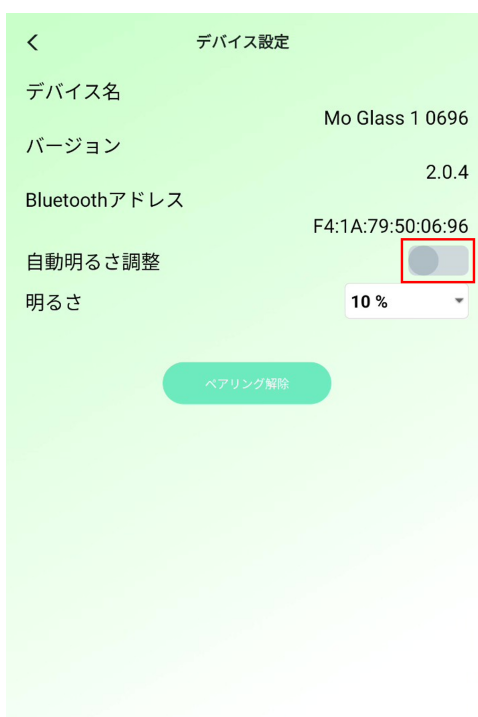 デバイス設定
デバイス名
Mo Glass 1 0696
バージョン
2.0.4
Bluetoothアドレス
F4:1A:79:50:06:96
自動明るさ調整
明るさ
10 %
ペアリング解除